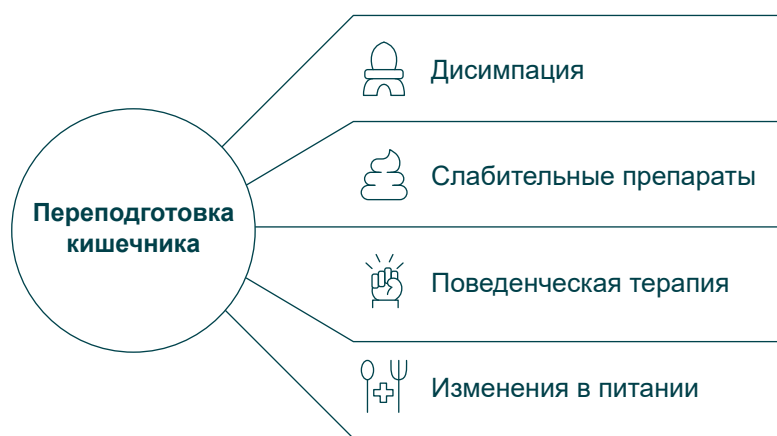 Дисимпация
Слабительные препараты
Переподготовка
кишечника
Поведенческая терапия
Изменения в питании